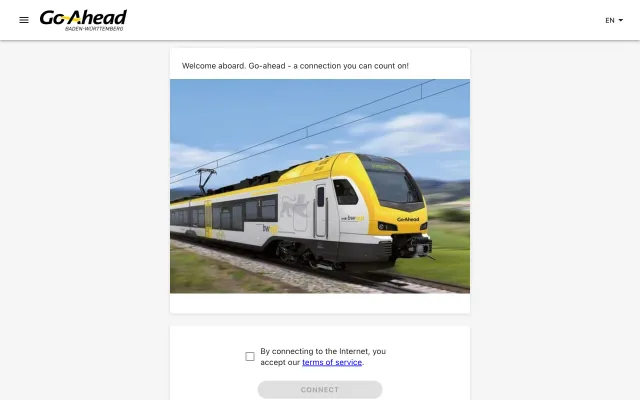 Go-Ahead
BADEN-WÜRTTEMBERG
EN
Welcome aboard. Go-ahead - a connection you can count on!
Go-Ahead
bw
By connecting to the Internet, you
accept our terms of service.
CONNECT